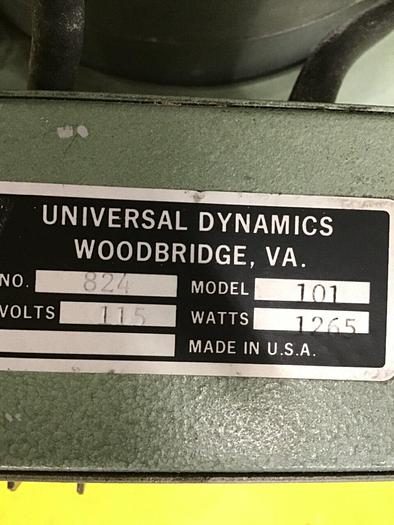 UNIVERSAL DYNAMICS
WOODBRIDGE, VA.
NO. 824 MODEL 101
VOLTS 115 WATTS 1265
MADE IN U.S.A.